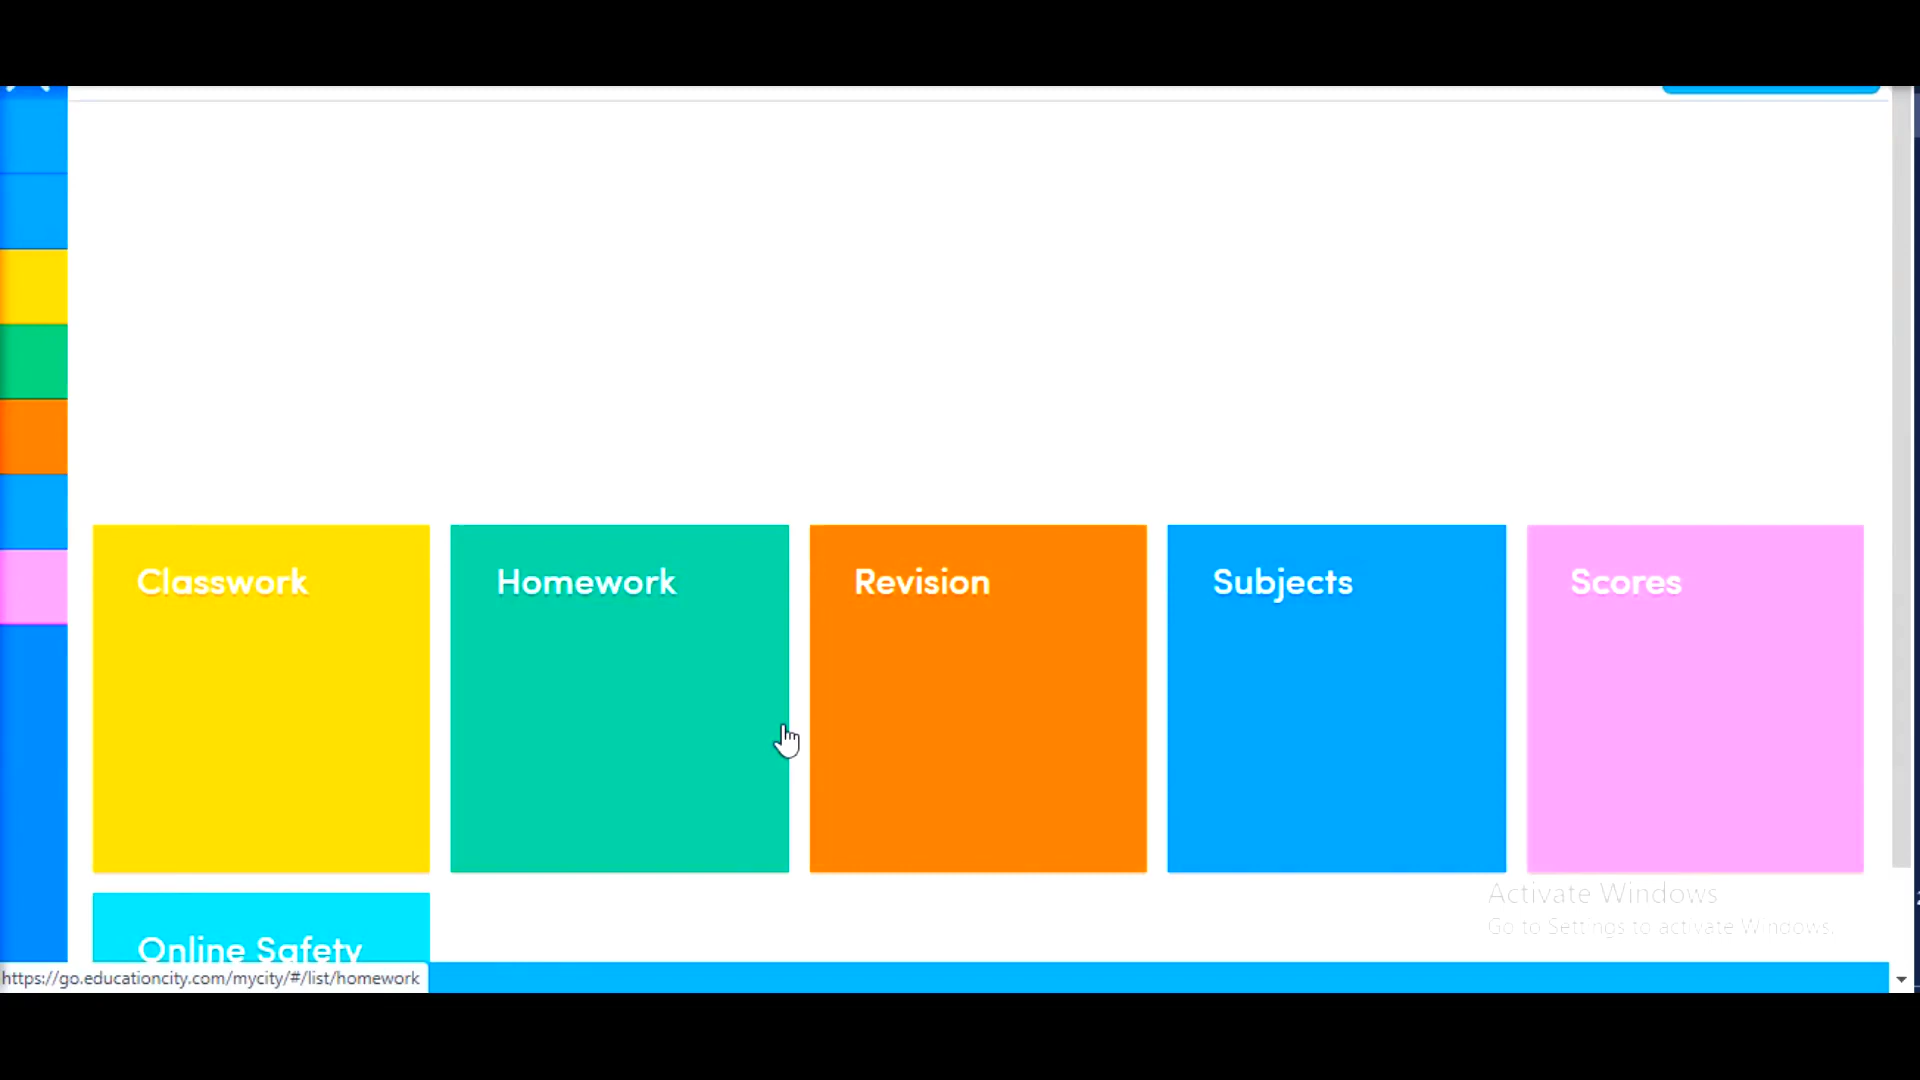 Classwork
Homework
Revision
Subjects
Scores
Activate Windows
Go to Settings to activate Windows.
Online Safety
https://go.educationcity.com/mycity/#/list/homework